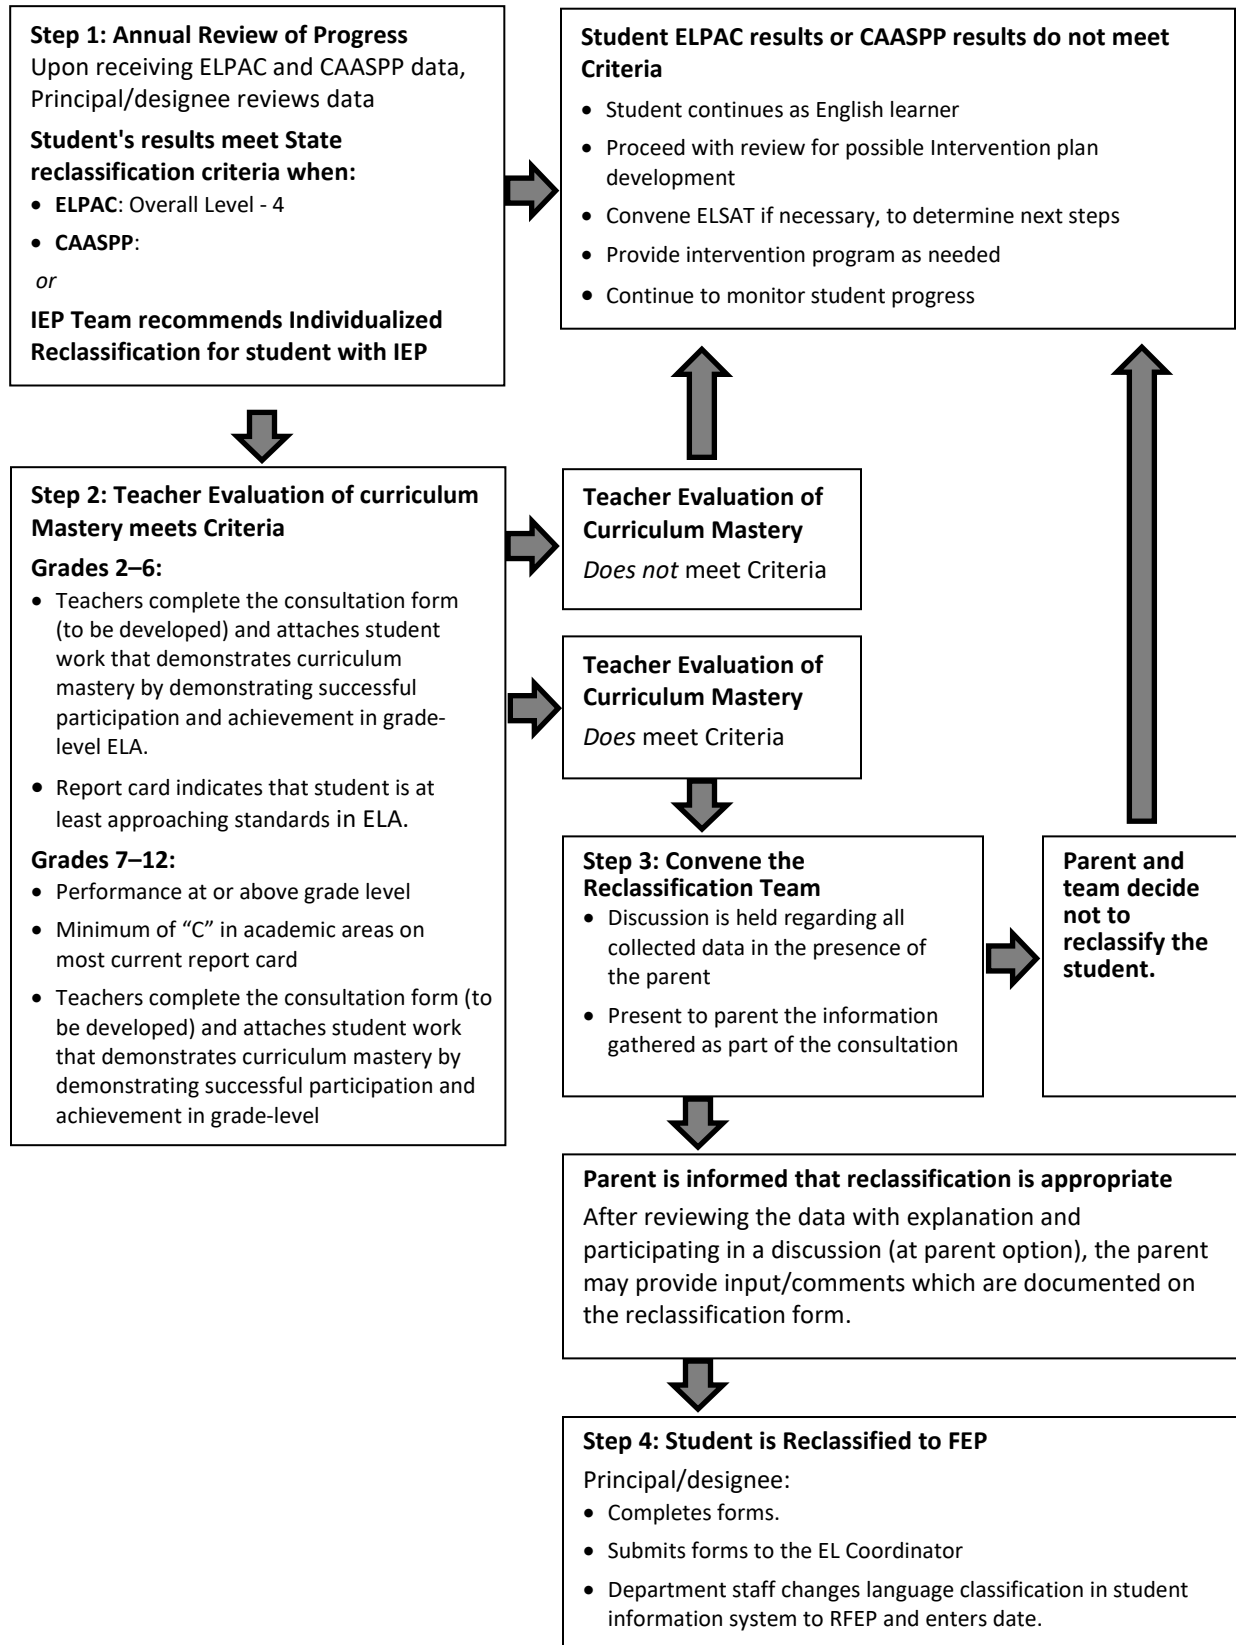 Step 1: Annual Review of Progress
Upon receiving ELPAC and CAASPP data,
Principal/designee reviews data
Student's results meet State
reclassification criteria when:
• ELPAC: Overall Level - 4
• CAASPP:
or
IEP Team recommends Individualized
Reclassification for student with IEP
Student ELPAC results or CAASPP results do not meet
Criteria
• Student continues as English learner
• Proceed with review for possible Intervention plan
development
• Convene ELSAT if necessary, to determine next steps
• Provide intervention program as needed
• Continue to monitor student progress
Step 2: Teacher Evaluation of curriculum
Mastery meets Criteria
Grades 2–6:
• Teachers complete the consultation form
(to be developed) and attaches student
work that demonstrates curriculum
mastery by demonstrating successful
participation and achievement in grade-
level ELA.
• Report card indicates that student is at
least approaching standards in ELA.
Grades 7–12:
• Performance at or above grade level
• Minimum of “C” in academic areas on
most current report card
• Teachers complete the consultation form (to
be developed) and attaches student work
that demonstrates curriculum mastery by
demonstrating successful participation and
achievement in grade-level
Teacher Evaluation of
Curriculum Mastery
Does not meet Criteria
Teacher Evaluation of
Curriculum Mastery
Does meet Criteria
Step 3: Convene the
Reclassification Team
• Discussion is held regarding all
collected data in the presence of
the parent
• Present to parent the information
gathered as part of the consultation
Parent and
team decide
not to
reclassify the
student.
Parent is informed that reclassification is appropriate
After reviewing the data with explanation and
participating in a discussion (at parent option), the parent
may provide input/comments which are documented on
the reclassification form.
Step 4: Student is Reclassified to FEP
Principal/designee:
• Completes forms.
• Submits forms to the EL Coordinator
• Department staff changes language classification in student
information system to RFEP and enters date.